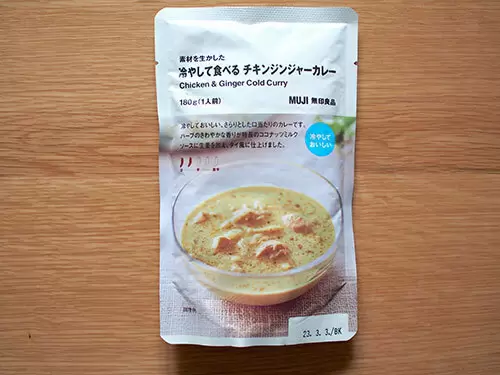 素材を生かした
冷やして食べる チキンジンジャーカレー
Chicken & Ginger Cold Curry
180g(1人前)
MUJI 無印良品
冷やしておいしい、さらりとした口当たりのカレーです。
ハーブのさわやかな香りが特長のココナッツミルク
ソースに生姜を加え、タイ風に仕上げました。
冷やして
おいしい
23. 3. 3./BK